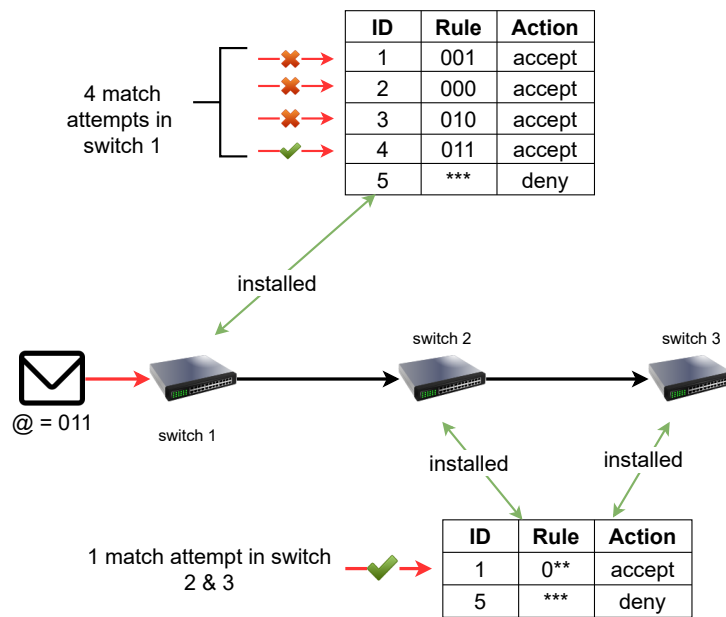 ID Rule Action
1 001 accept
2 000 accept
3 010 accept
4 011 accept
5 *** deny
4 match
attempts in
switch 1
installed
switch 2
switch 3
@ = 011
switch 1
installed
installed
1 match attempt in switch
2 & 3
ID Rule Action
1 0** accept
5 *** deny